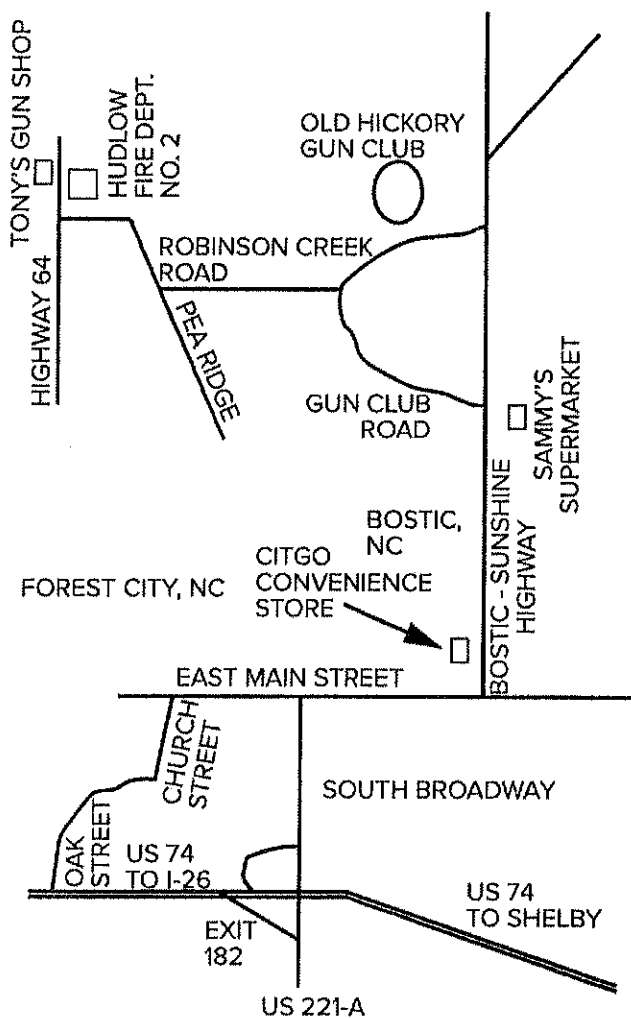 TONY'S GUN SHOP
HUDLOW
FIRE DEPT.
NO. 2
HIGHWAY 64
OLD HICKORY
GUN CLUB
ROBINSON CREEK
ROAD
PEA RIDGE
GUN CLUB
ROAD
SAMMY'S
SUPERMARKET
BOSTIC - SUNSHINE
HIGHWAY
BOSTIC,
NC
CITGO
CONVENIENCE
STORE
FOREST CITY, NC
EAST MAIN STREET
CHURCH
STREET
SOUTH BROADWAY
OAK
STREET
US 74
TO I-26
US 74
TO SHELBY
EXIT
182
US 221-A